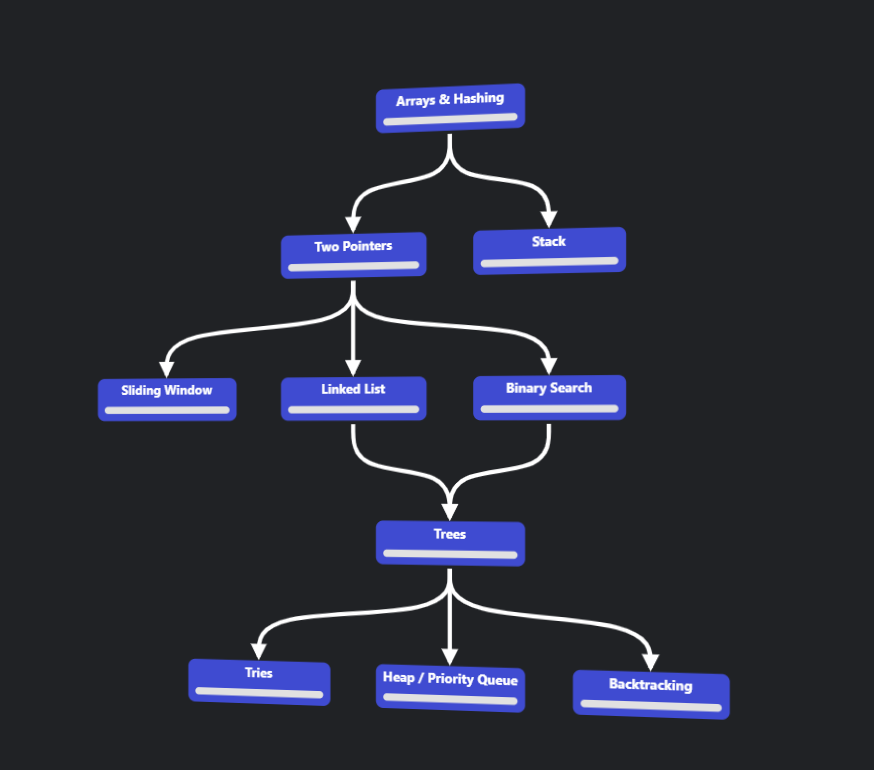 Arrays & Hashing
Two Pointers
Stack
Sliding Window
Linked List
Binary Search
Trees
Tries
Heap / Priority Queue
Backtracking